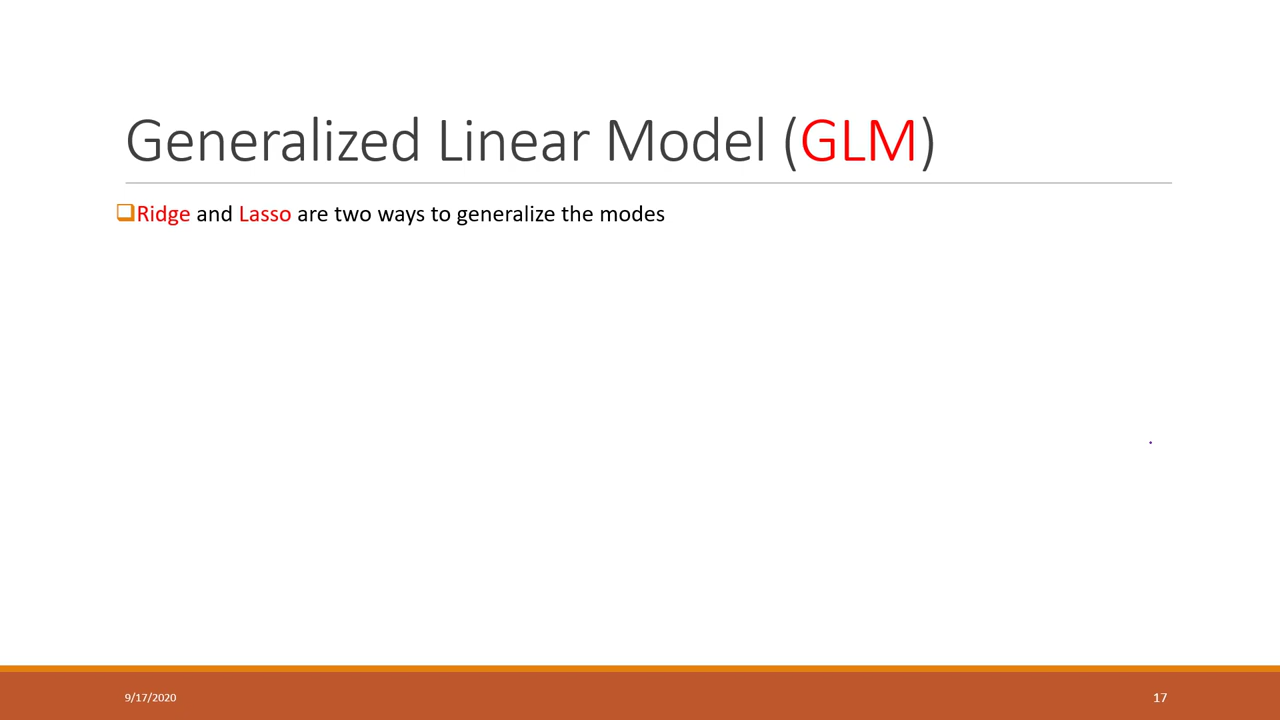 Generalized Linear Model (GLM)
Ridge and Lasso are two ways to generalize the modes
9/17/2020
17